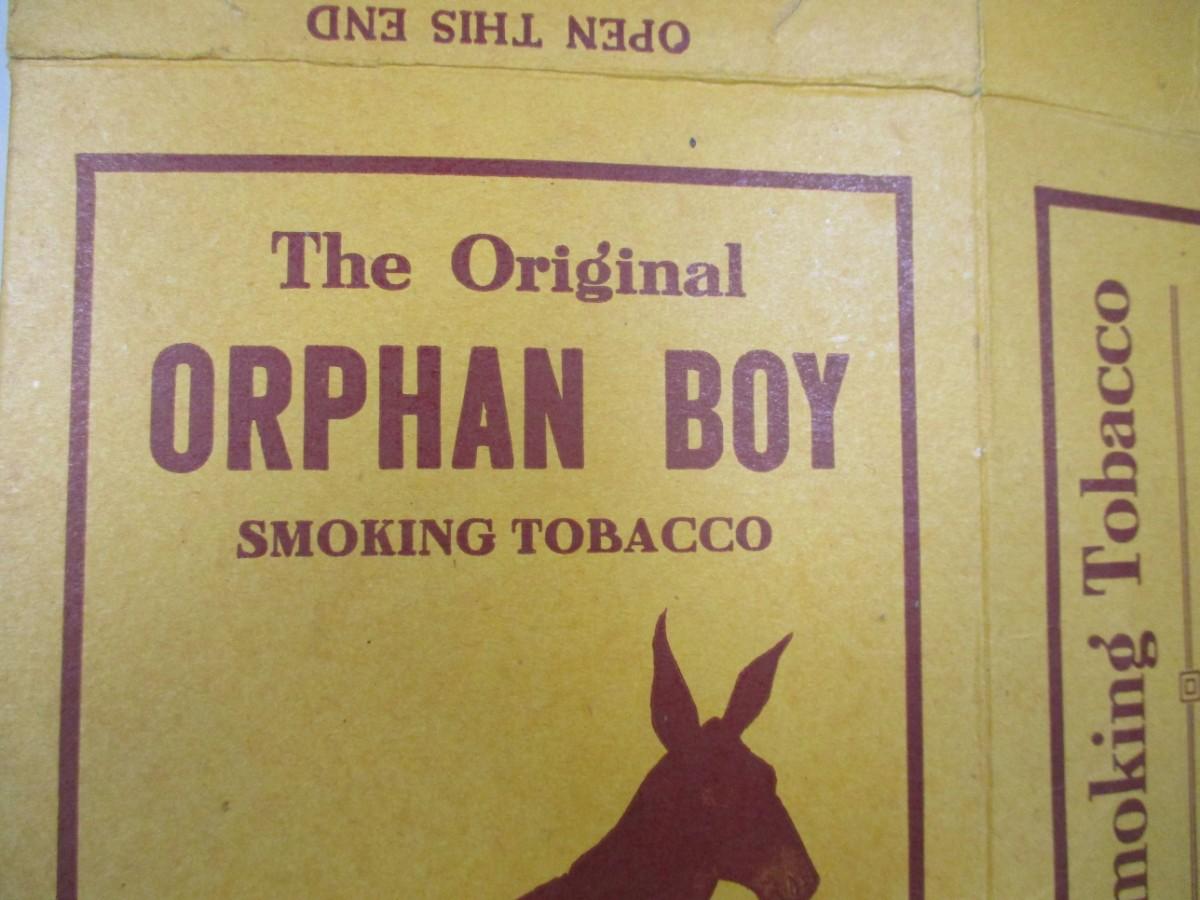 OPEN THIS END
The Original
ORPHAN BOY
SMOKING TOBACCO
moking Tobacco